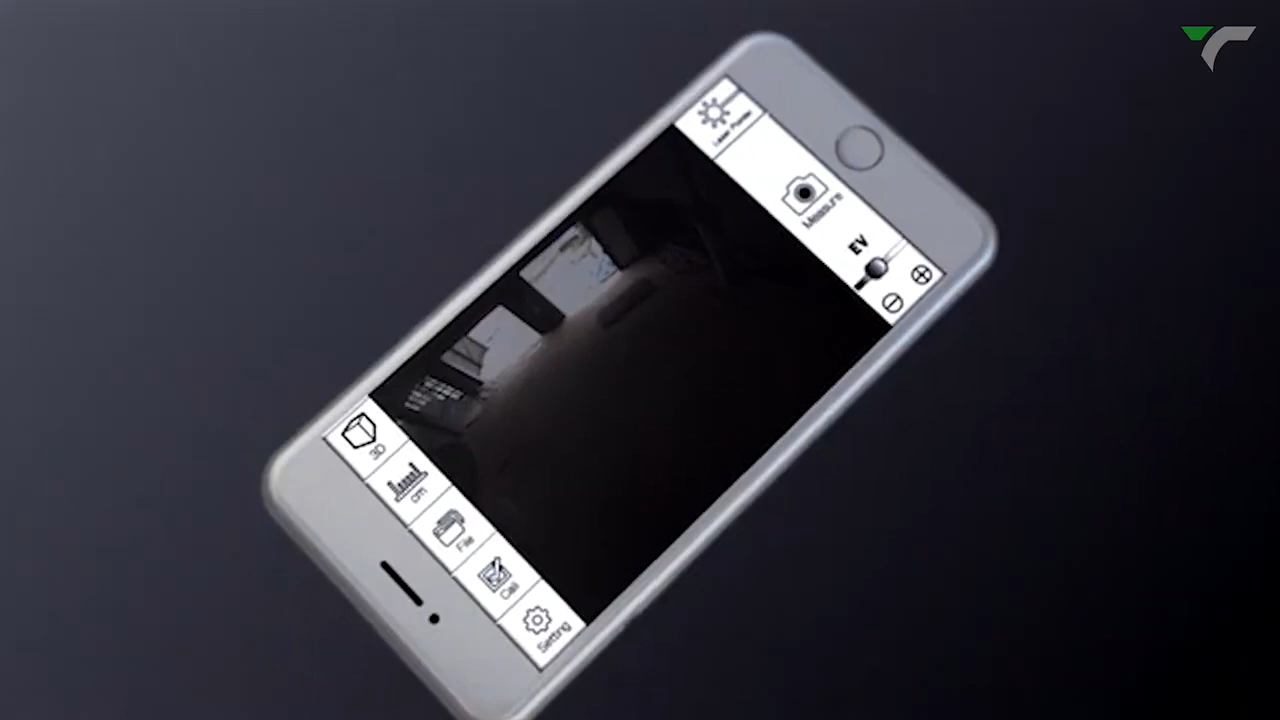 Laser Pointer
Measure
EV
3D
cm
File
Cali
Setting